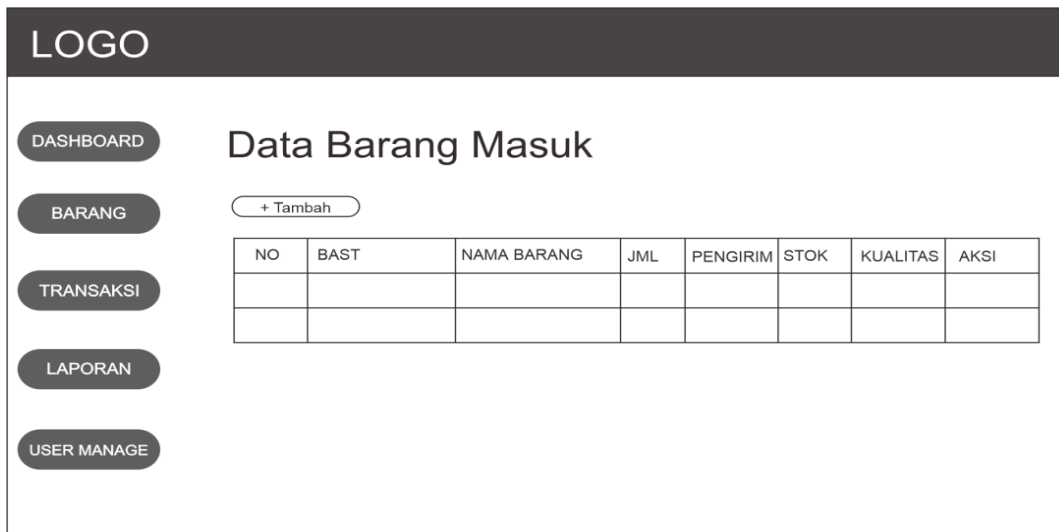 LOGO
DASHBOARD
BARANG
TRANSAKSI
LAPORAN
USER MANAGE
Data Barang Masuk
+ Tambah
NO BAST NAMA BARANG JML PENGIRIM STOK KUALITAS AKSI